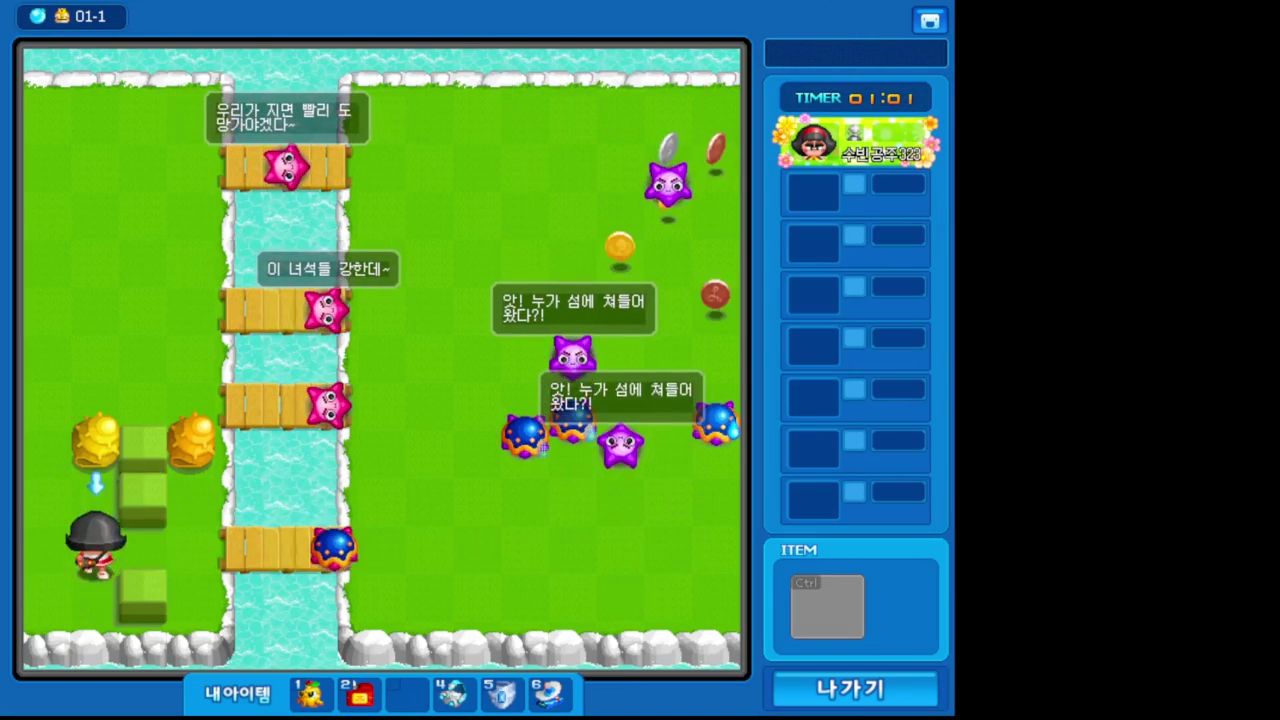 01-1
우리가 지면 빨리 도
망가야겠다~
이 녀석들 강한데~
앗! 누가 섬에 쳐들어
왔다?!
앗! 누가 섬에 쳐들어
왔다?!
TIMER 01:01
수빈공주323
ITEM
Ctrl
내아이템
1
2
4
5
6
나가기